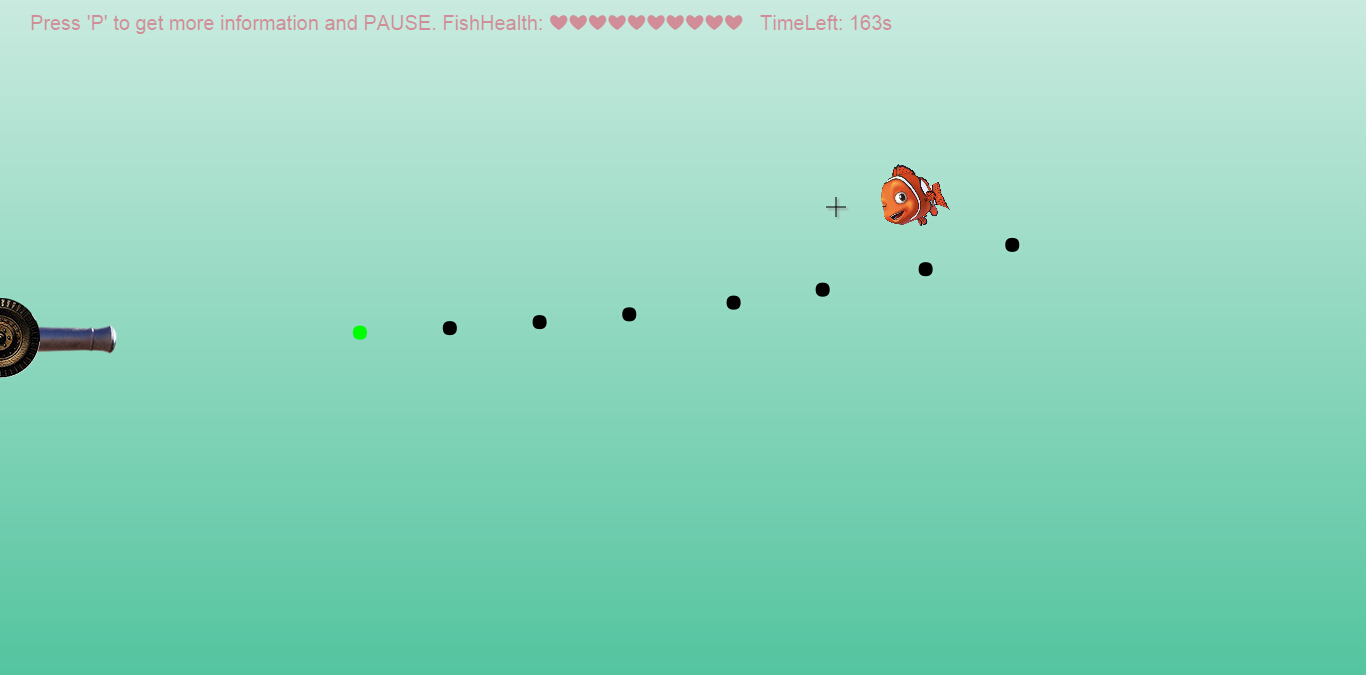 Press 'P' to get more information and PAUSE. FishHealth: ♥♥♥♥♥♥♥♥♥♥ TimeLeft: 163s